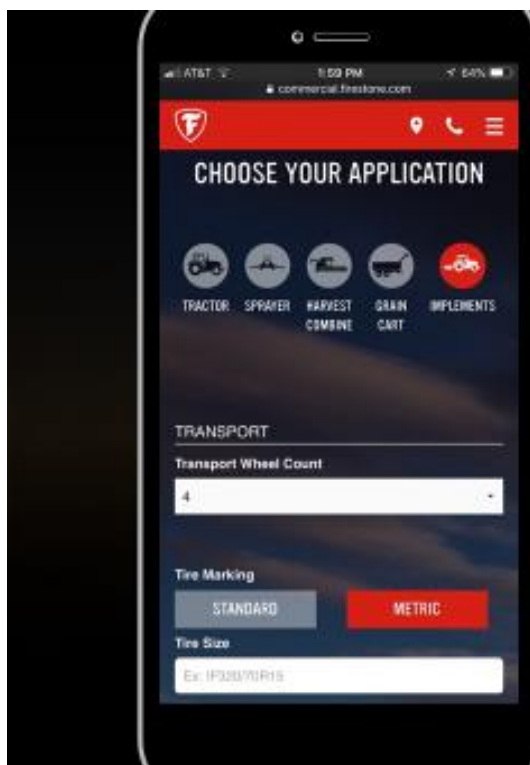 AT&T 1:59 PM 64%
commercial.firestone.com
F
CHOOSE YOUR APPLICATION
TRACTOR SPRAYER HARVEST COMBINE GRAIN CART IMPLEMENTS
TRANSPORT
Transport Wheel Count
4
Tire Marking
STANDARD METRIC
Tire Size
Ex: IF320/70R15